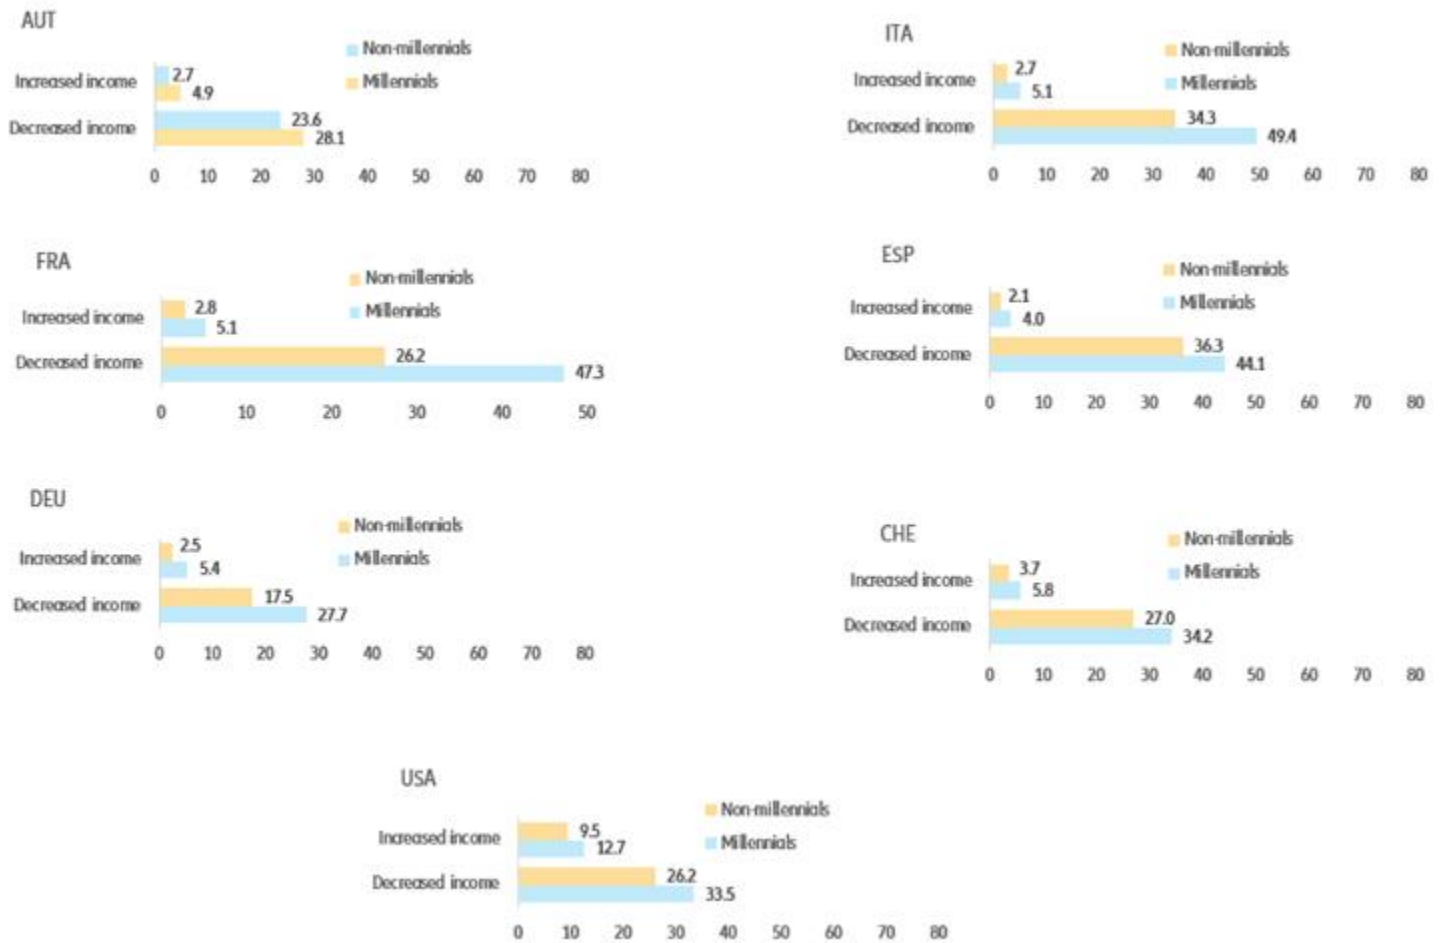 AUT
Non-millennials
Millennials
Increased income
2.7
4.9
Decreased income
23.6
28.1
0 10 20 30 40 50 60 70 80
ITA
Non-millennials
Millennials
Increased income
2.7
5.1
Decreased income
34.3
49.4
0 10 20 30 40 50 60 70 80
FRA
Non-millennials
Millennials
Increased income
2.8
5.1
Decreased income
26.2
47.3
0 10 20 30 40 50
ESP
Non-millennials
Millennials
Increased income
2.1
4.0
Decreased income
36.3
44.1
0 10 20 30 40 50 60 70 80
DEU
Non-millennials
Millennials
Increased income
2.5
5.4
Decreased income
17.5
27.7
0 10 20 30 40 50 60 70 80
CHE
Non-millennials
Millennials
Increased income
3.7
5.8
Decreased income
27.0
34.2
0 10 20 30 40 50 60 70 80
USA
Non-millennials
Millennials
Increased income
9.5
12.7
Decreased income
26.2
33.5
0 10 20 30 40 50 60 70 80